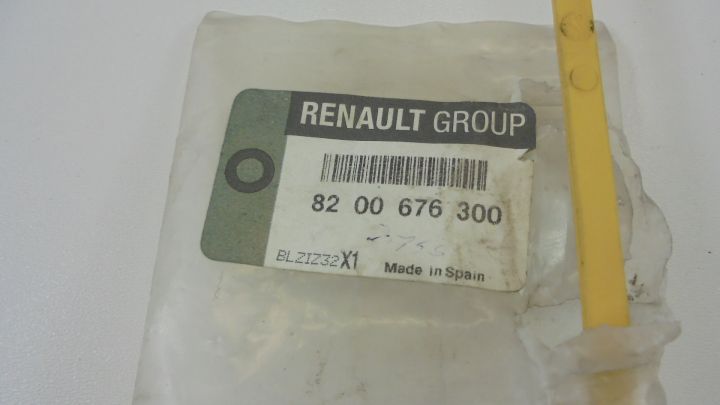 RENAULT GROUP
82 00 676 300
BLZIZ32X1
Made in Spain